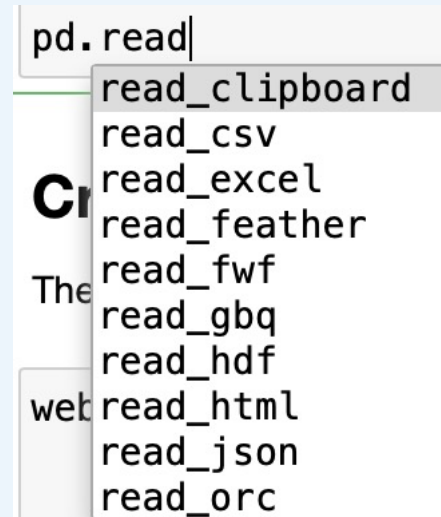 pd.read
read_clipboard
read_csv
read_excel
Cr
read_feather
The
read_fwf
read_gbq
read_hdf
web
read_html
read_json
read_orc